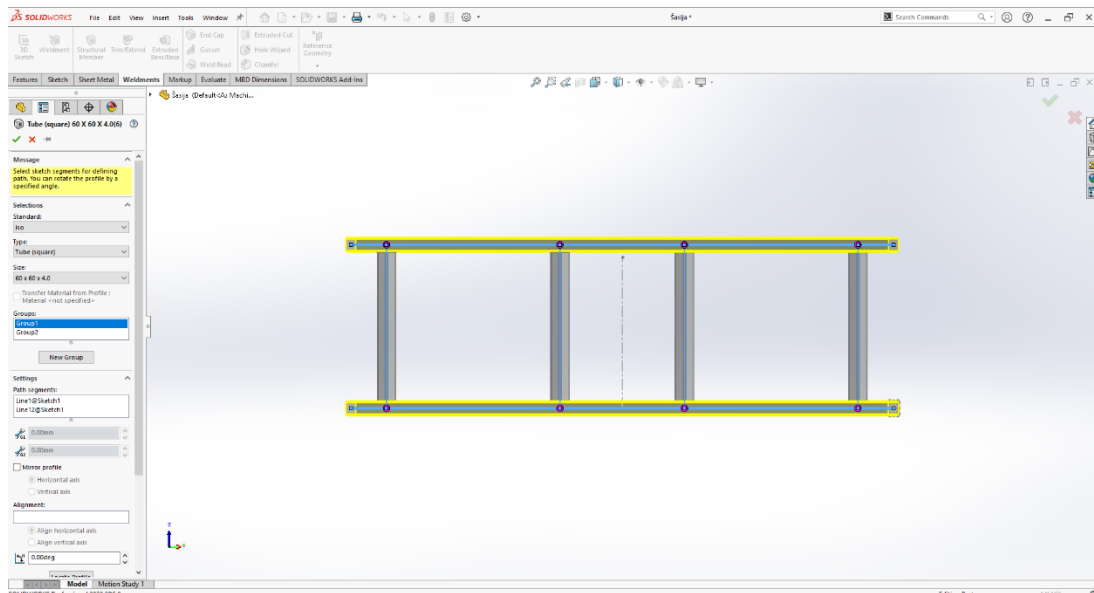 SOLIDWORKS File Edit View Insert Tools Window
Šasija *
Search Commands
3D Sketch
Weldment
Structural Member
Trim/Extend
Extruded Boss/Base
End Cap
Gusset
Weld Bead
Extruded Cut
Hole Wizard
Chamfer
Reference Geometry
Features Sketch Sheet Metal Weldments Markup Evaluate MBD Dimensions SOLIDWORKS Add-Ins
Šasija (Default<As Machi...
Tube (square) 60 X 60 X 4.0(6)
Message
Select sketch segments for defining
path. You can rotate the profile by a
specified angle.
Selections
Standard:
iso
Type:
Tube (square)
Size:
60 x 60 x 4.0
Transfer Material from Profile :
Material <not specified>
Groups:
Group1
Group2
New Group
Settings
Path segments:
Line1@Sketch1
Line12@Sketch1
0.00mm
0.00mm
Mirror profile
Horizontal axis
Vertical axis
Alignment:
Align horizontal axis
Align vertical axis
0.00deg
Model Motion Study 1